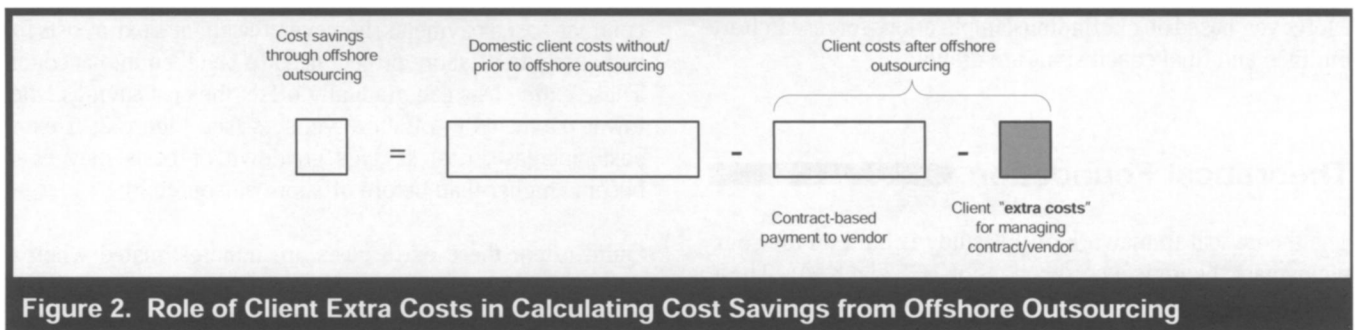 Cost savings
through offshore
outsourcing
Domestic client costs without/
prior to offshore outsourcing
Client costs after offshore
outsourcing
=
-
-
Contract-based
payment to vendor
Client "extra costs"
for managing
contract/vendor
Figure 2. Role of Client Extra Costs in Calculating Cost Savings from Offshore Outsourcing